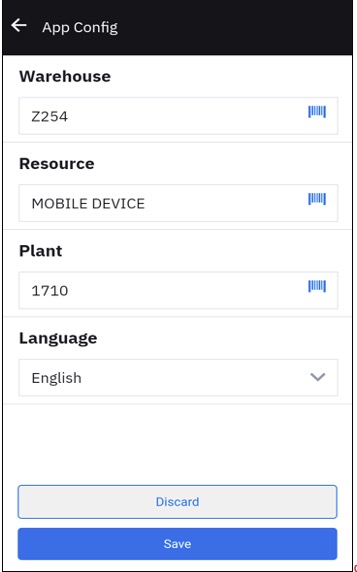 App Config
Warehouse
Z254
Resource
MOBILE DEVICE
Plant
1710
Language
English
Discard
Save